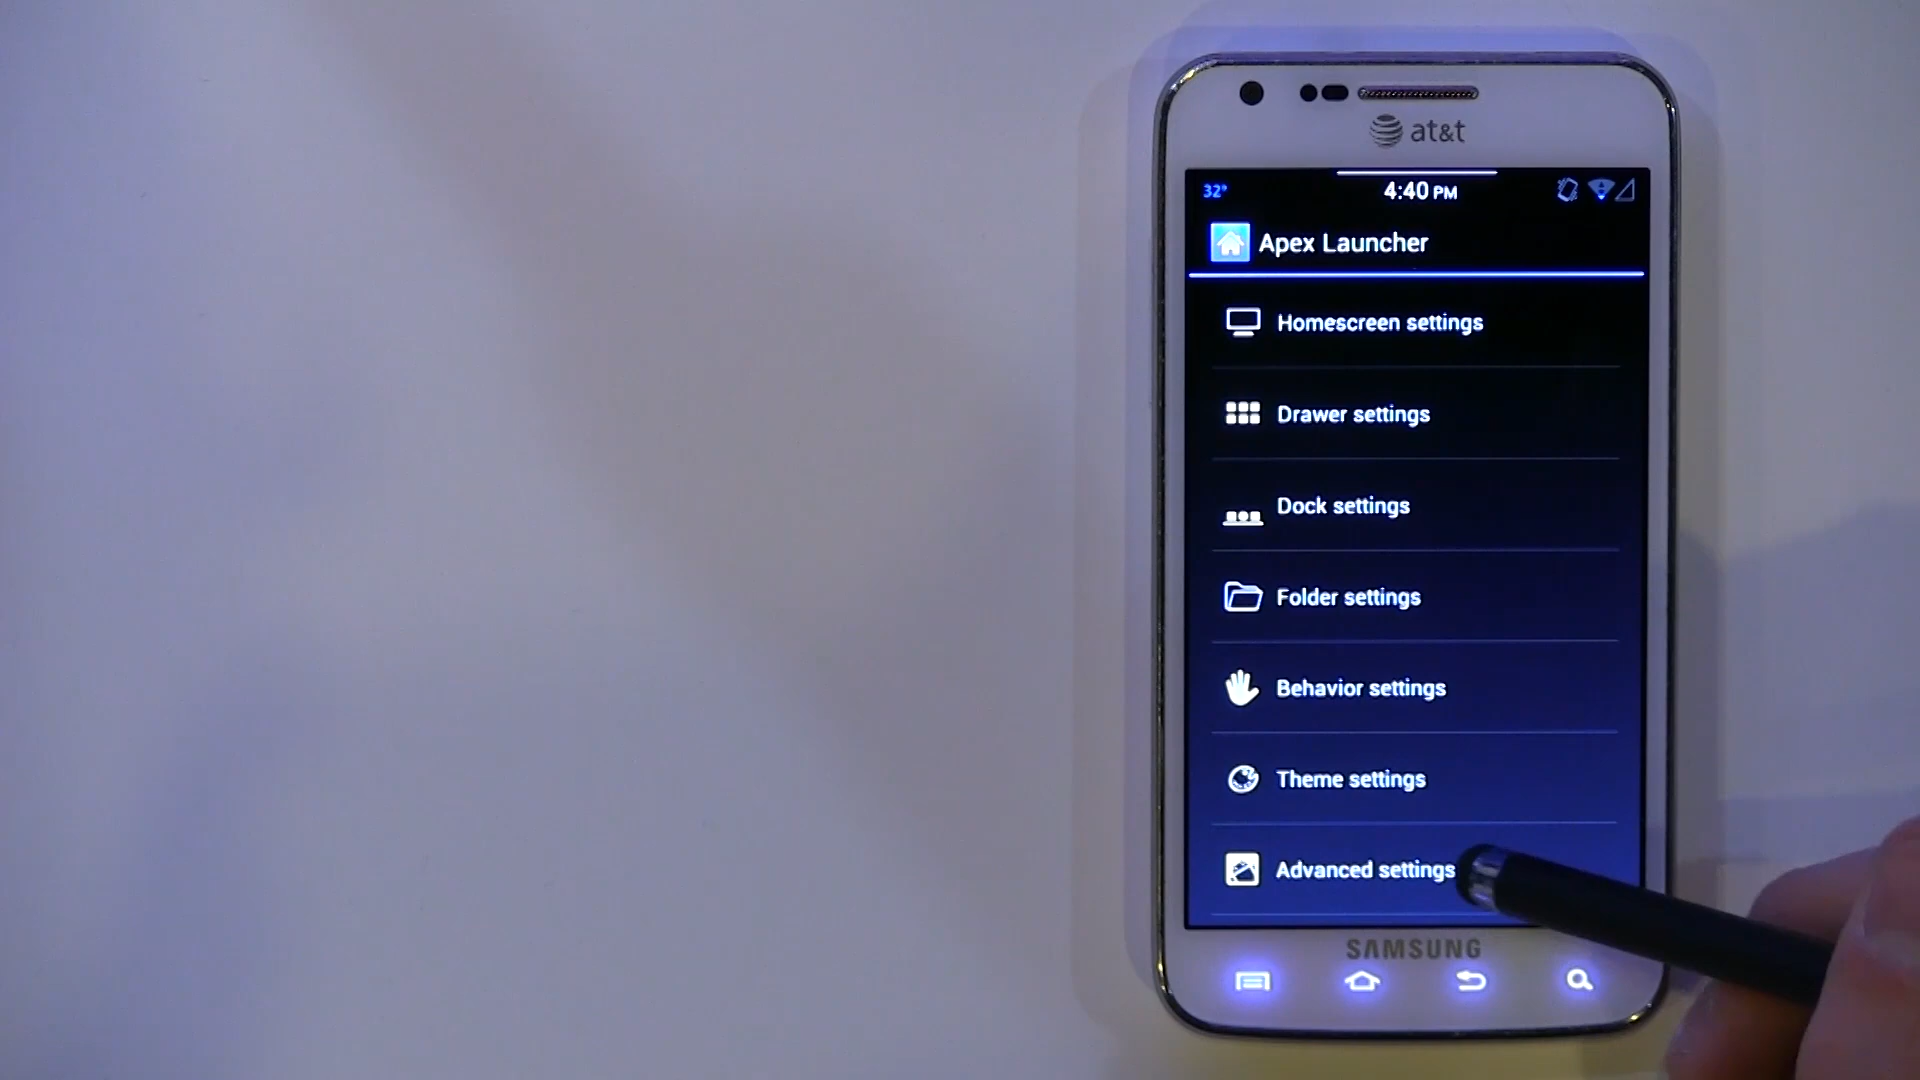 at&t
32° 4:40 PM
Apex Launcher
Homescreen settings
Drawer settings
Dock settings
Folder settings
Behavior settings
Theme settings
Advanced settings
SAMSUNG